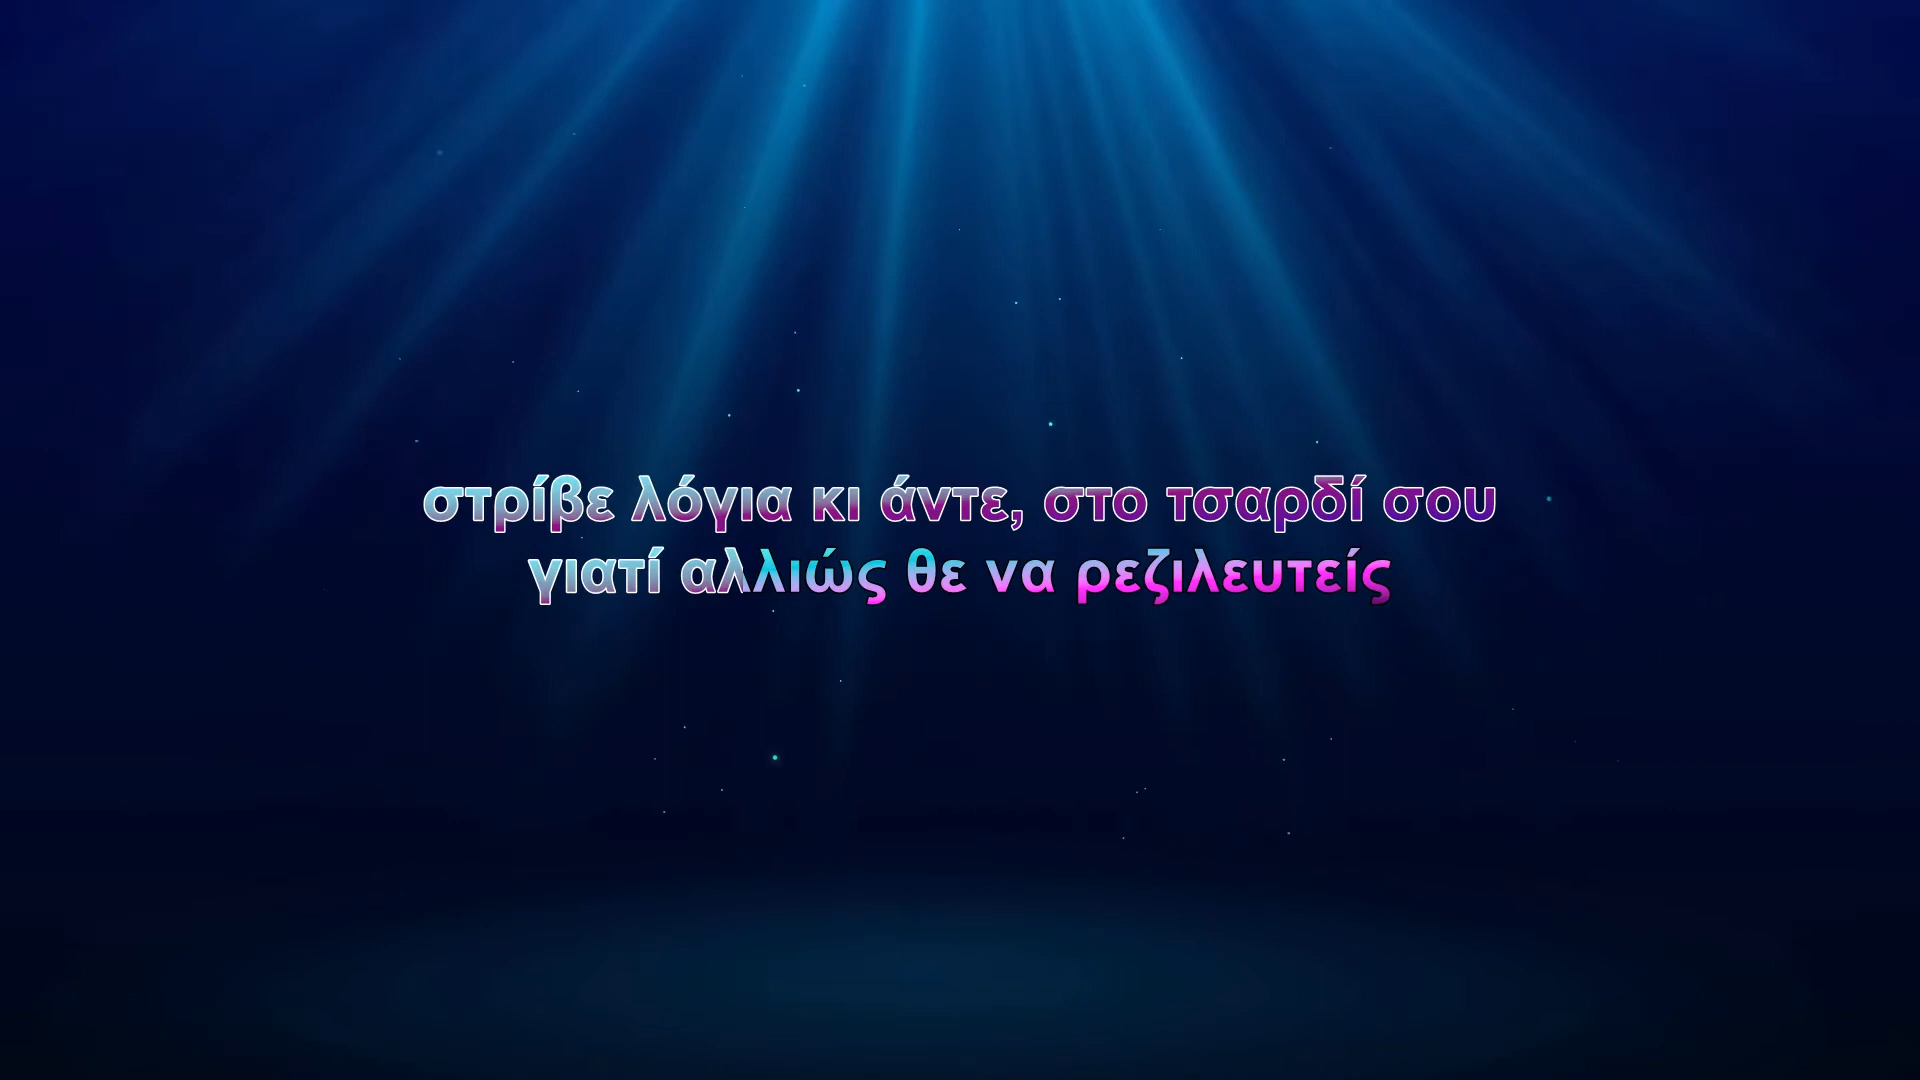 στρίβε λόγια κι άντε, στο τσαρδί σου
γιατί αλλιώς θε να ρεζιλευτείς